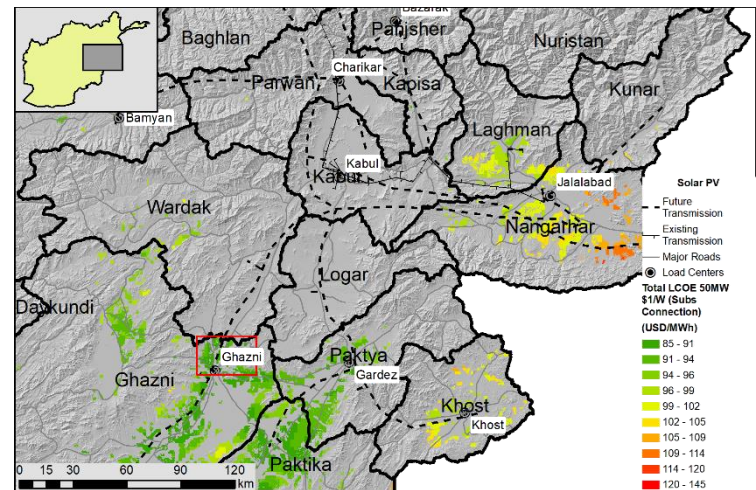 Bazarak
Panjsher
Baghlan
Nuristan
Charikar
Parwan
Kapisa
Kunar
Bamyan
Laghman
Kabul
Kabul
Jalalabad
Wardak
Nangarhar
Logar
Daykundi
Ghazni
Paktya
Ghazni
Gardez
Khost
Khost
Paktika
0 15 30 60 90 120
km
Solar PV
Future
Transmission
Existing
Transmission
Major Roads
Load Centers
Total LCOE 50MW
$1/W (Subs
Connection)
(USD/MWh)
85 - 91
91 - 94
94 - 96
96 - 99
99 - 102
102 - 105
105 - 109
109 - 114
114 - 120
120 - 145